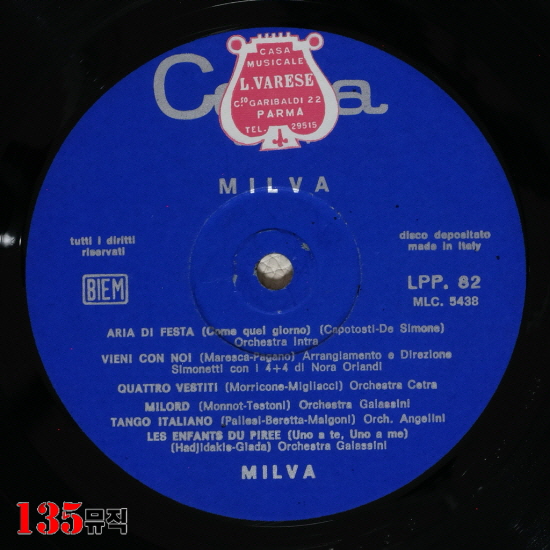 CASA
MUSICALE
L. VARESE
C.so GARIBALDI 22
PARMA
TEL. 29515
MILVA
tutti i diritti
riservati
disco depositato
made in Italy
BIEM
LPP. 82
MLC. 5438
ARIA DI FESTA (Come quel giorno) (Capotosti-De Simone)
Orchestra Intra
VIENI CON NOI (Maresca-Pagano) Arrangiamento e Direzione
Simonetti con i 4+4 di Nora Orlandi
QUATTRO VESTITI (Morricone-Migliacci) Orchestra Cetra
MILORD (Monnot-Testoni) Orchestra Galassini
TANGO ITALIANO (Pallesi-Beretta-Malgoni) Orch. Angelini
LES ENFANTS DU PIREE (Uno a te, Uno a me)
(Hadjidakis-Giada) Orchestra Galassini
MILVA
135뮤직